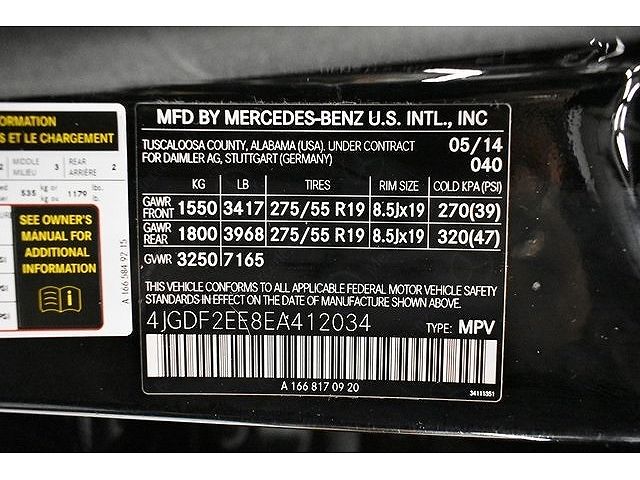 ORMATION
S ET LE CHARGEMENT
2 MIDDLE 3 REAR 2
MILIEU ARRIÈRE
535 kg or 1179 lbs.
kg ou lb.
SEE OWNER'S
MANUAL FOR
ADDITIONAL
INFORMATION
A 166 584 92 15
MFD BY MERCEDES-BENZ U.S. INTL., INC
TUSCALOOSA COUNTY, ALABAMA (USA). UNDER CONTRACT 05/14
FOR DAIMLER AG, STUTTGART (GERMANY) 040
KG LB TIRES RIM SIZE COLD KPA (PSI)
GAWR FRONT 1550 3417 275/55 R19 8.5Jx19 270(39)
GAWR REAR 1800 3968 275/55 R19 8.5Jx19 320(47)
GVWR 3250 7165
THIS VEHICLE CONFORMS TO ALL APPLICABLE FEDERAL MOTOR VEHICLE SAFETY
STANDARDS IN EFFECT ON THE DATE OF MANUFACTURE SHOWN ABOVE.
4JGDF2EE8EA412034 TYPE: MPV
A 166 817 09 20
34111351